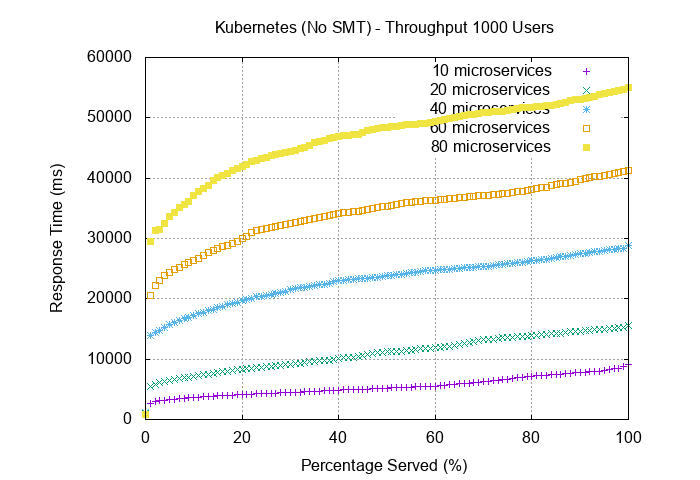 Kubernetes (No SMT) - Throughput 1000 Users
60000
50000
40000
30000
20000
10000
0
Response Time (ms)
10 microservices
20 microservices
40 microservices
60 microservices
80 microservices
0 20 40 60 80 100
Percentage Served (%)